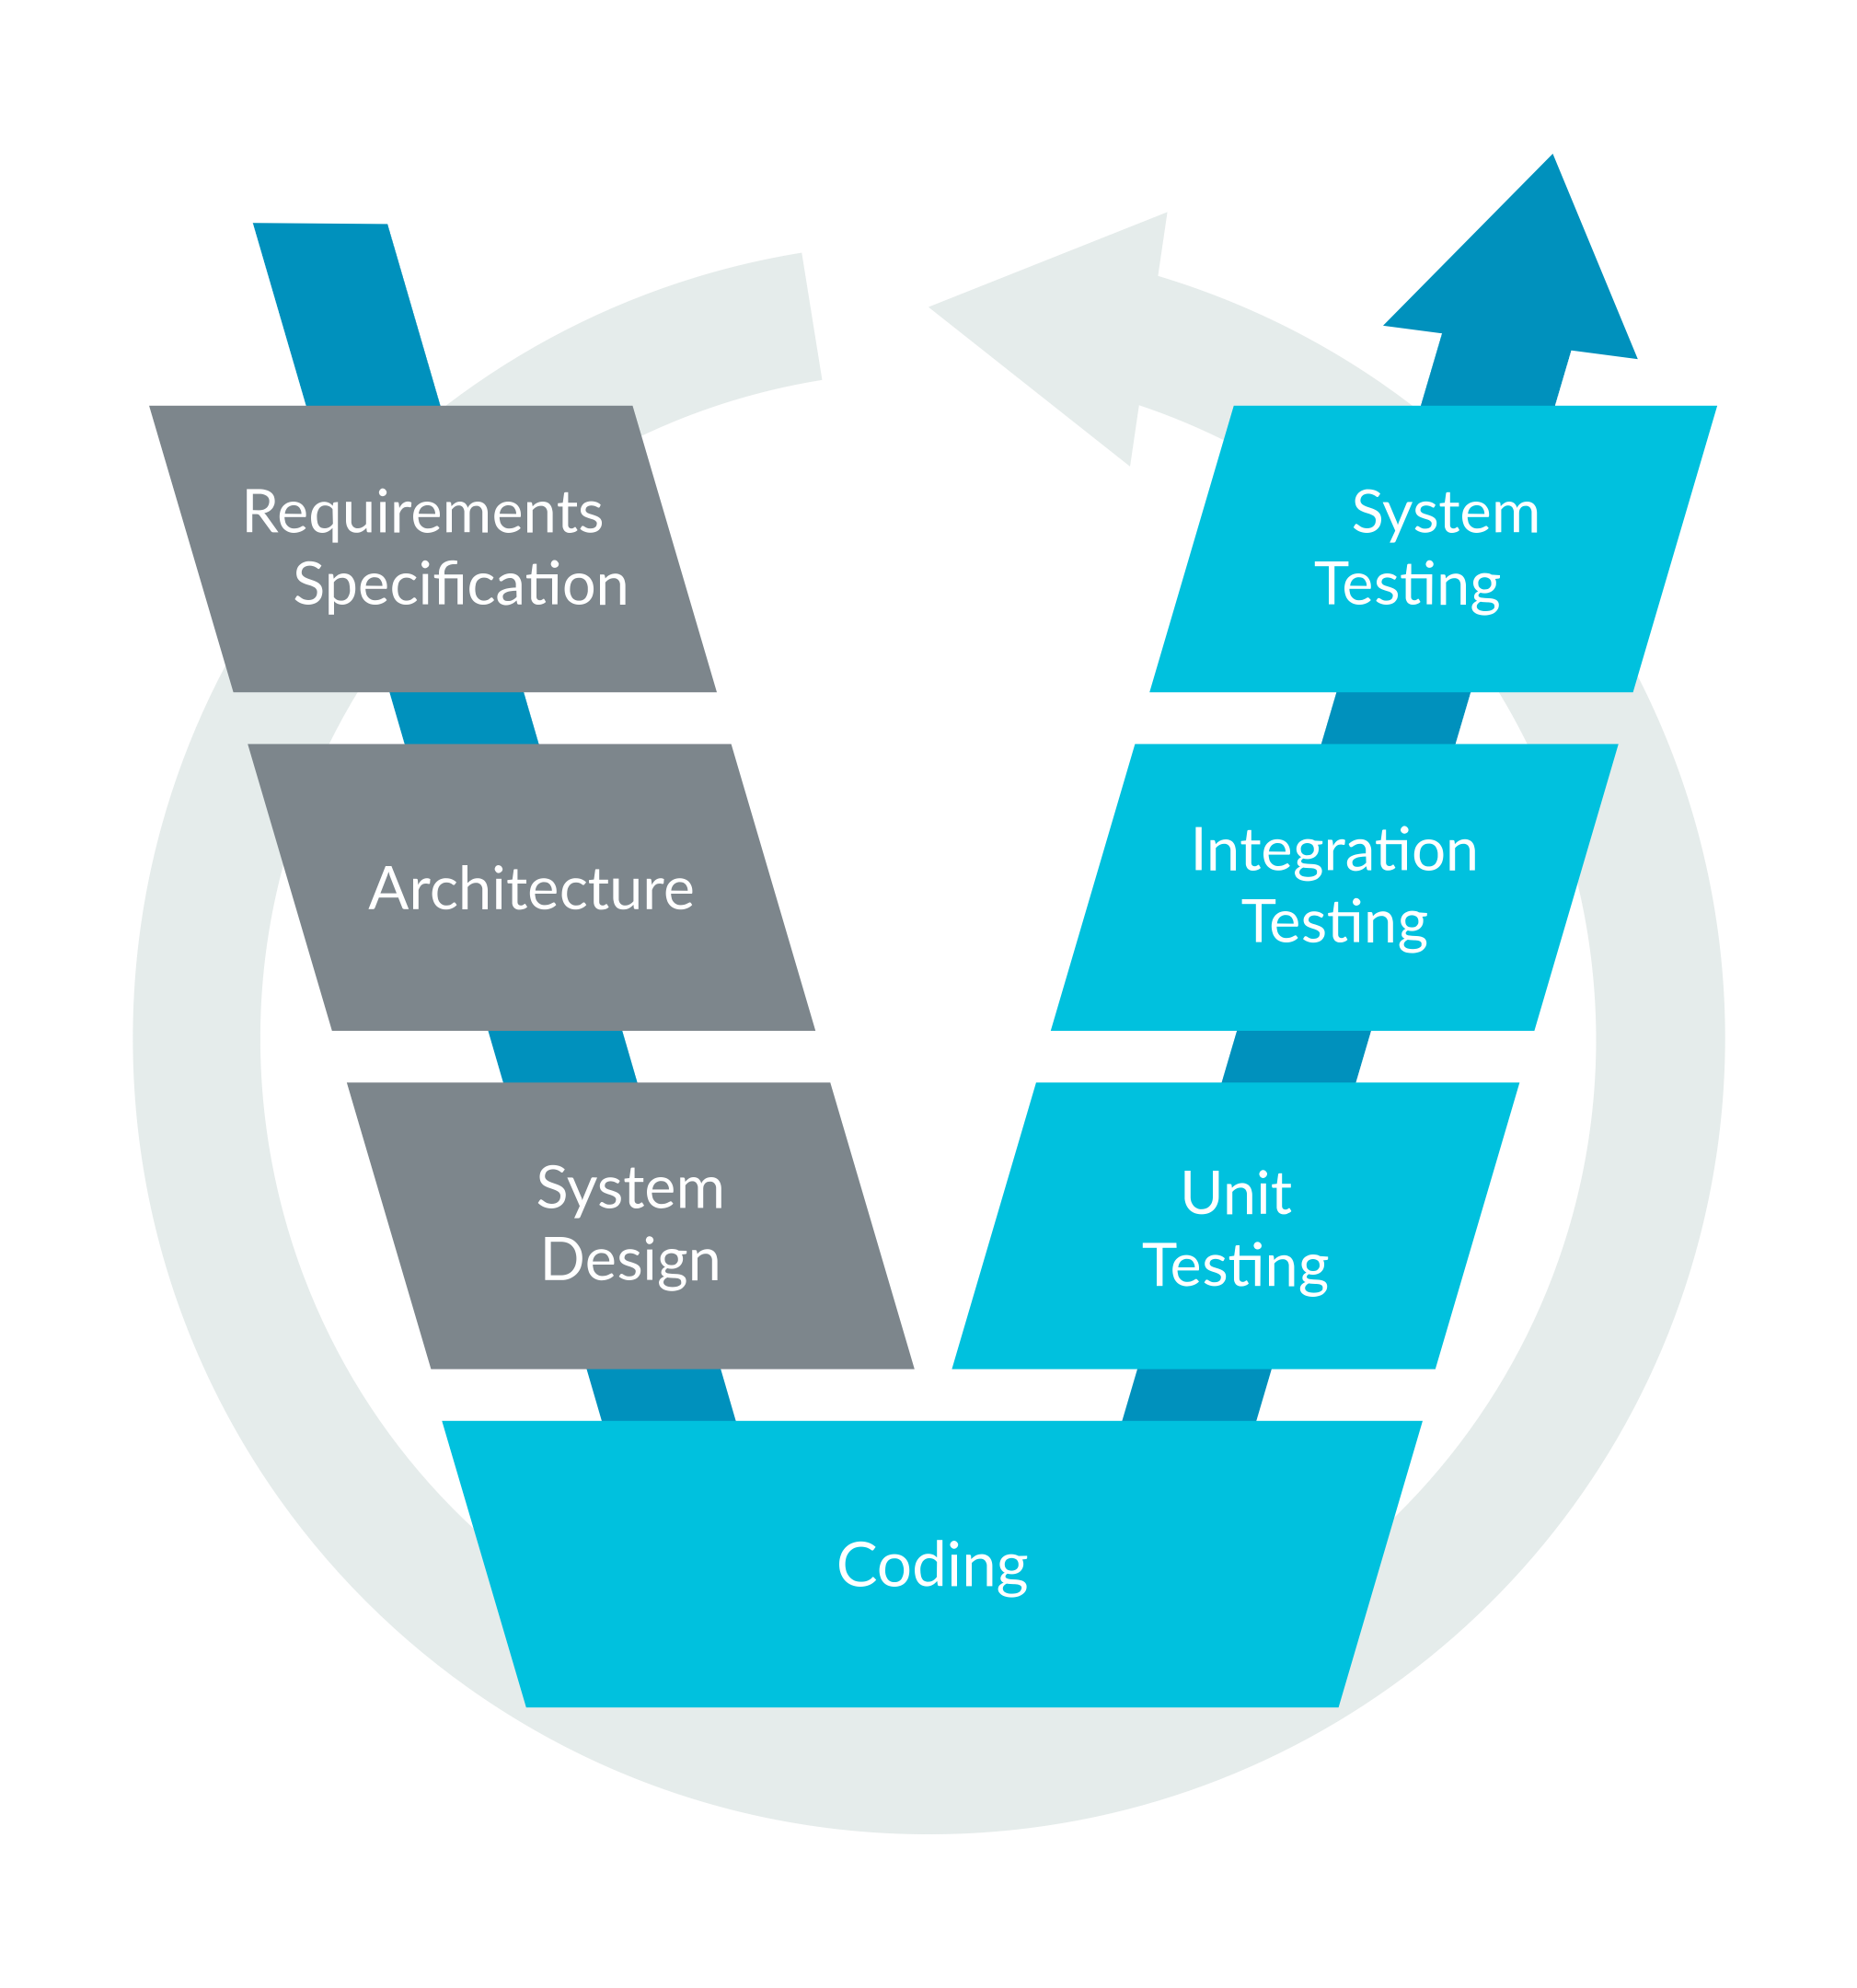 Requirements
Specification
Architecture
System
Design
Coding
Unit
Testing
Integration
Testing
System
Testing